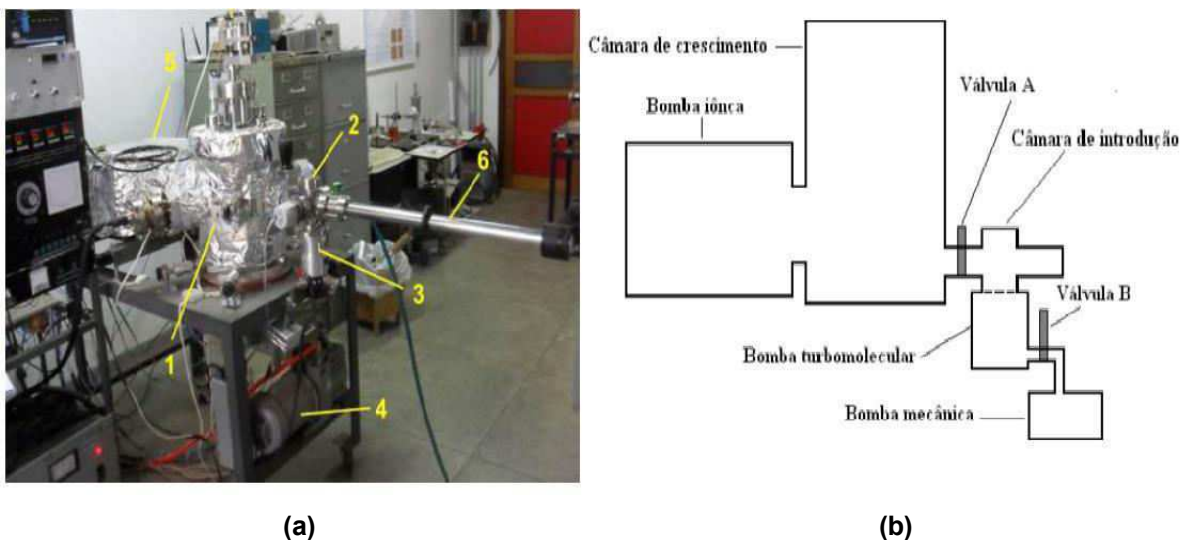 5
2
6
3
1
4
Câmara de crescimento
Válvula A
Bomba iônca
Câmara de introdução
Válvula B
Bomba turbomolecular
Bomba mecânica
(a)
(b)